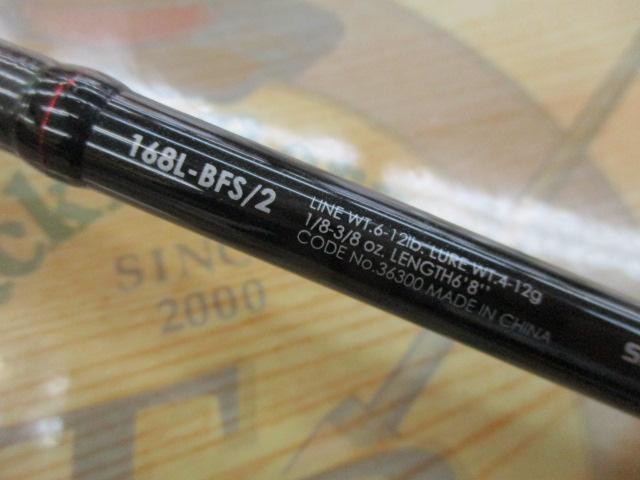 168L-BFS/2
LINE WT.6-12lb. LURE WT.4-12g
1/8-3/8 oz. LENGTH6'8"
CODE No.36300 MADE IN CHINA
S
SINCE
2000